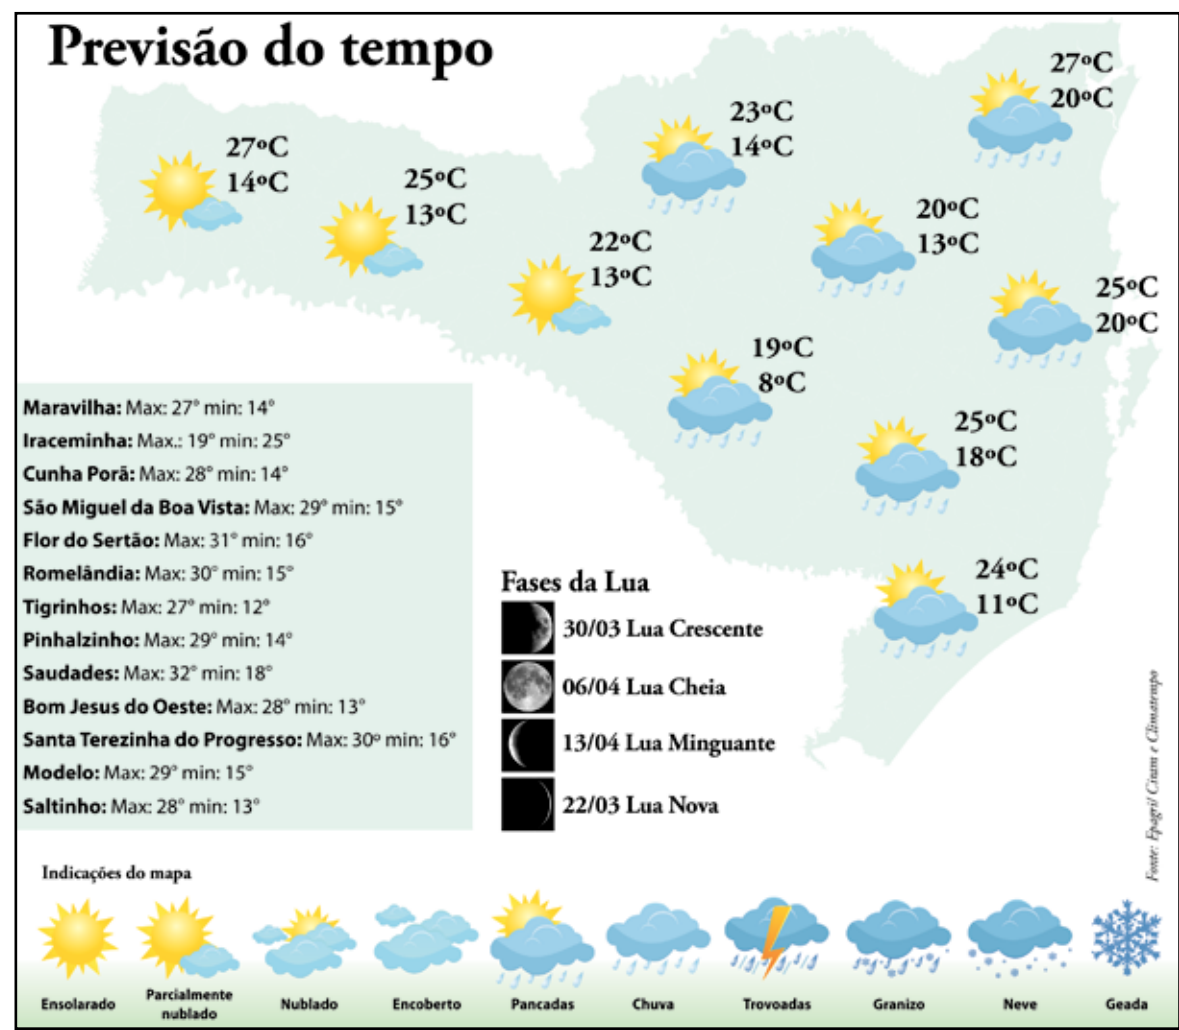 Previsão do tempo
27ºC
14ºC
25ºC
13ºC
22ºC
13ºC
23ºC
14ºC
27ºC
20ºC
20ºC
13ºC
25ºC
20ºC
19ºC
8ºC
25ºC
18ºC
24ºC
11ºC
Maravilha: Max: 27° min: 14°
Iraceminha: Max.: 19° min: 25°
Cunha Porã: Max: 28° min: 14°
São Miguel da Boa Vista: Max: 29° min: 15°
Flor do Sertão: Max: 31° min: 16°
Romelândia: Max: 30° min: 15°
Tigrinhos: Max: 27° min: 12°
Pinhalzinho: Max: 29° min: 14°
Saudades: Max: 32° min: 18°
Bom Jesus do Oeste: Max: 28° min: 13°
Santa Terezinha do Progresso: Max: 30º min: 16°
Modelo: Max: 29° min: 15°
Saltinho: Max: 28° min: 13°
Fases da Lua
30/03 Lua Crescente
06/04 Lua Cheia
13/04 Lua Minguante
22/03 Lua Nova
Fonte: Epagri/ Ciram e Climatempo
Indicações do mapa
Ensolarado
Parcialmente
nublado
Nublado
Encoberto
Pancadas
Chuva
Trovoadas
Granizo
Neve
Geada